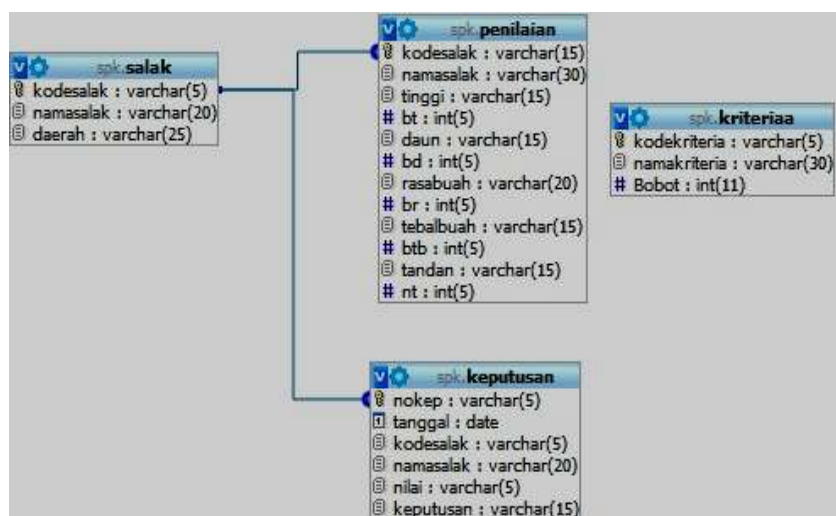 spk.salak
kodesalak : varchar(5)
namasalak : varchar(20)
daerah : varchar(25)
spk.penilaian
kodesalak : varchar(15)
namasalak : varchar(30)
tinggi : varchar(15)
# bt : int(5)
daun : varchar(15)
# bd : int(5)
rasabuah : varchar(20)
# br : int(5)
tebalbuah : varchar(15)
# btb : int(5)
tandan : varchar(15)
# nt : int(5)
spk.kriteriaa
kodekriteria : varchar(5)
namakriteria : varchar(30)
# Bobot : int(11)
spk.keputusan
nokep : varchar(5)
tanggal : date
kodesalak : varchar(5)
namasalak : varchar(20)
nilai : varchar(5)
keputusan : varchar(15)